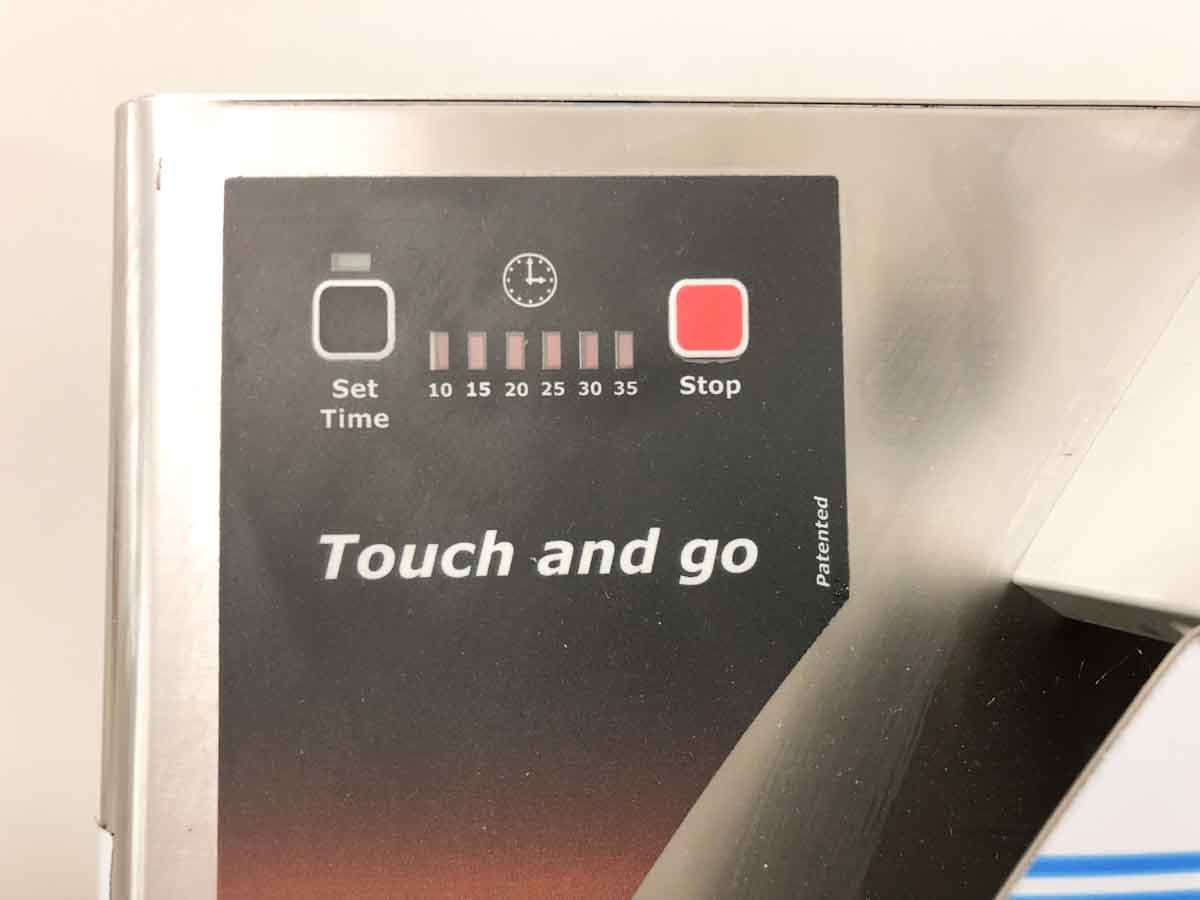 Set
Time
10 15 20 25 30 35
Stop
Touch and go
Patented